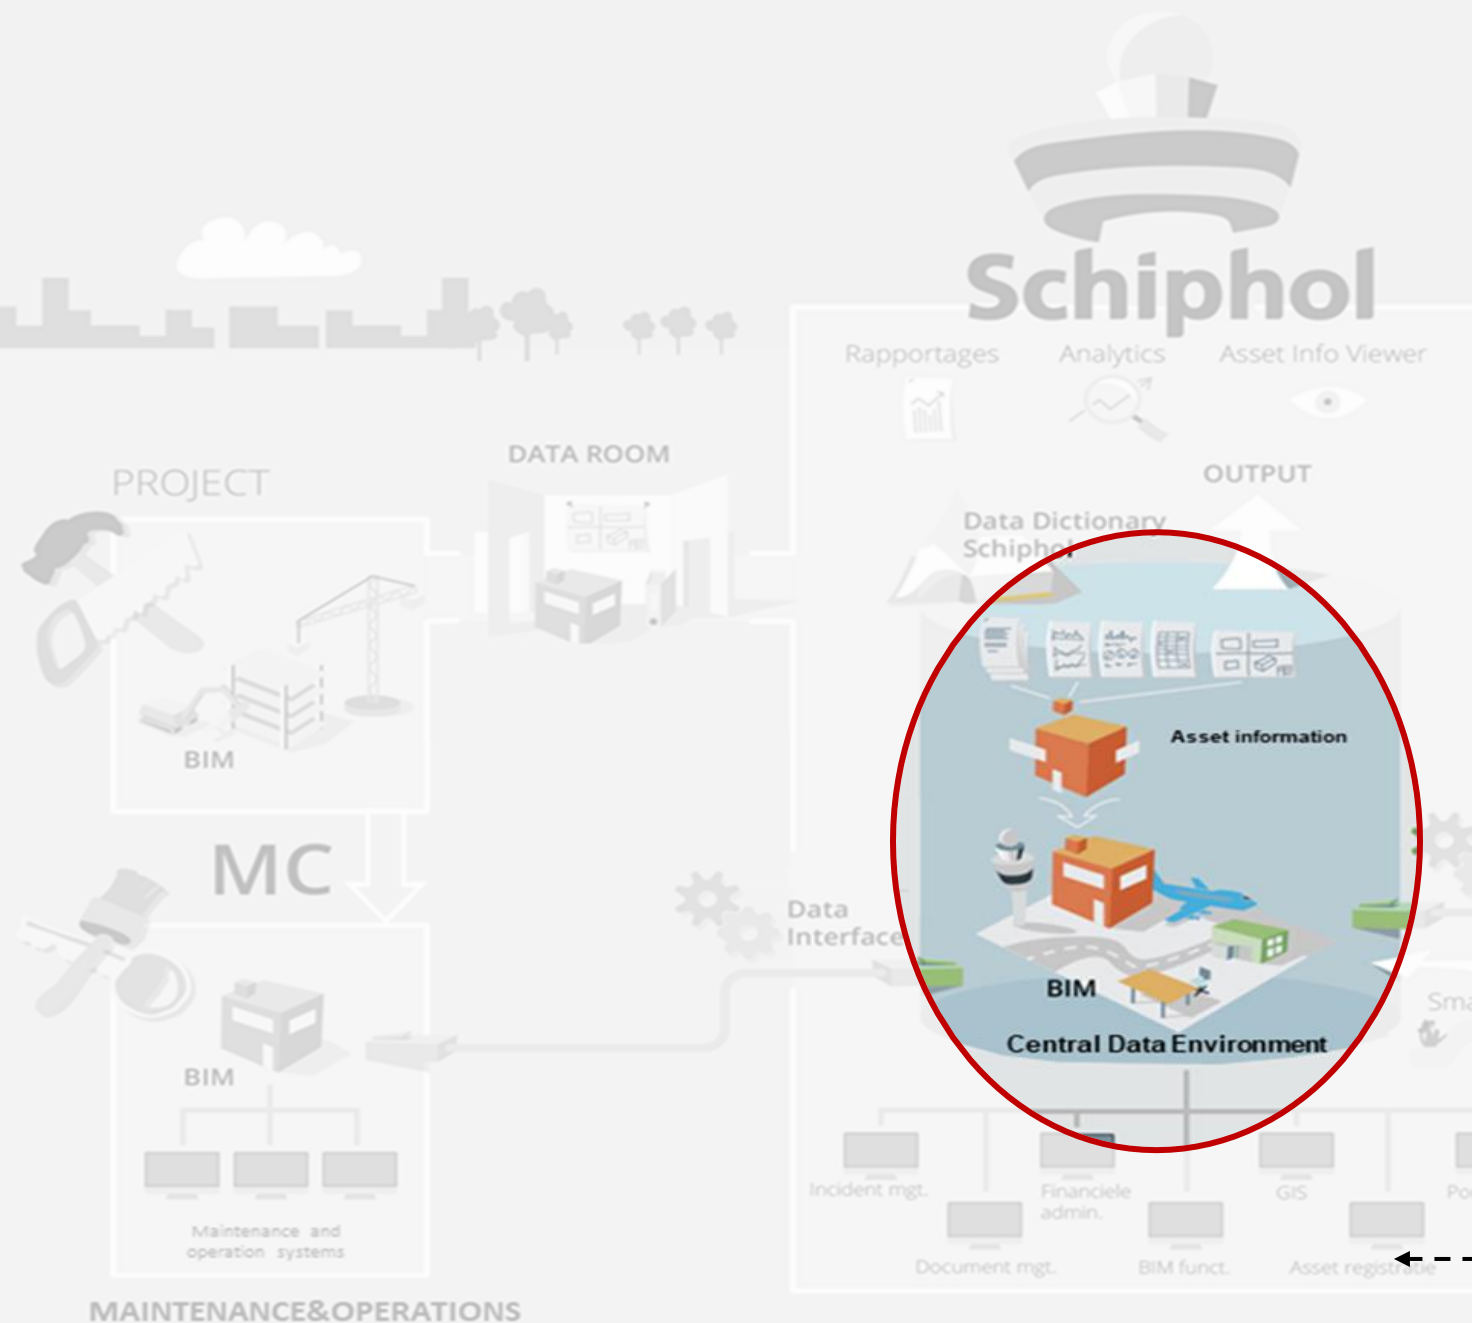 Schiphol
Rapportages
Analytics
Asset Info Viewer
DATA ROOM
OUTPUT
PROJECT
Data Dictionary
Schiphol
Asset information
BIM
MC
Data
Interface
BIM
Central Data Environment
BIM
Incident mgt.
Financiele
admin.
GIS
Maintenance and
operation systems
Document mgt.
BIM funct.
Asset registratie
MAINTENANCE&OPERATIONS